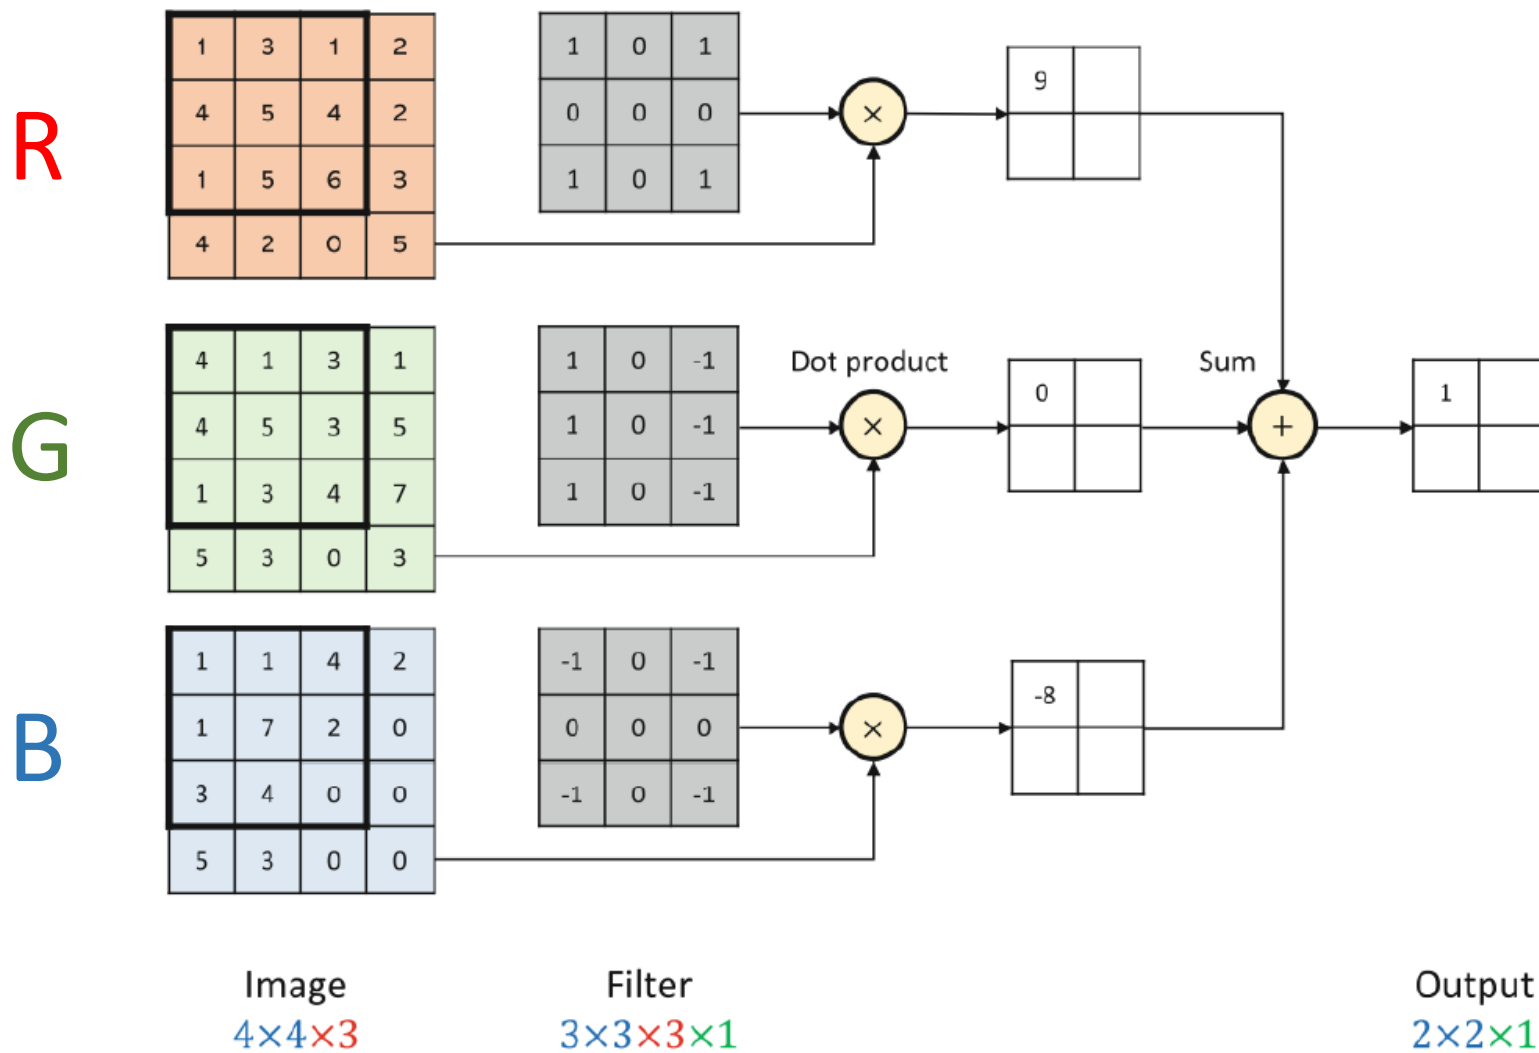 R
1 3 1 2
4 5 4 2
1 5 6 3
4 2 0 5
1 0 1
0 0 0
1 0 1
×
9
G
4 1 3 1
4 5 3 5
1 3 4 7
5 3 0 3
1 0 -1
1 0 -1
1 0 -1
Dot product
×
0
Sum
+
1
B
1 1 4 2
1 7 2 0
3 4 0 0
5 3 0 0
-1 0 -1
0 0 0
-1 0 -1
×
-8
Image
4×4×3
Filter
3×3×3×1
Output
2×2×1